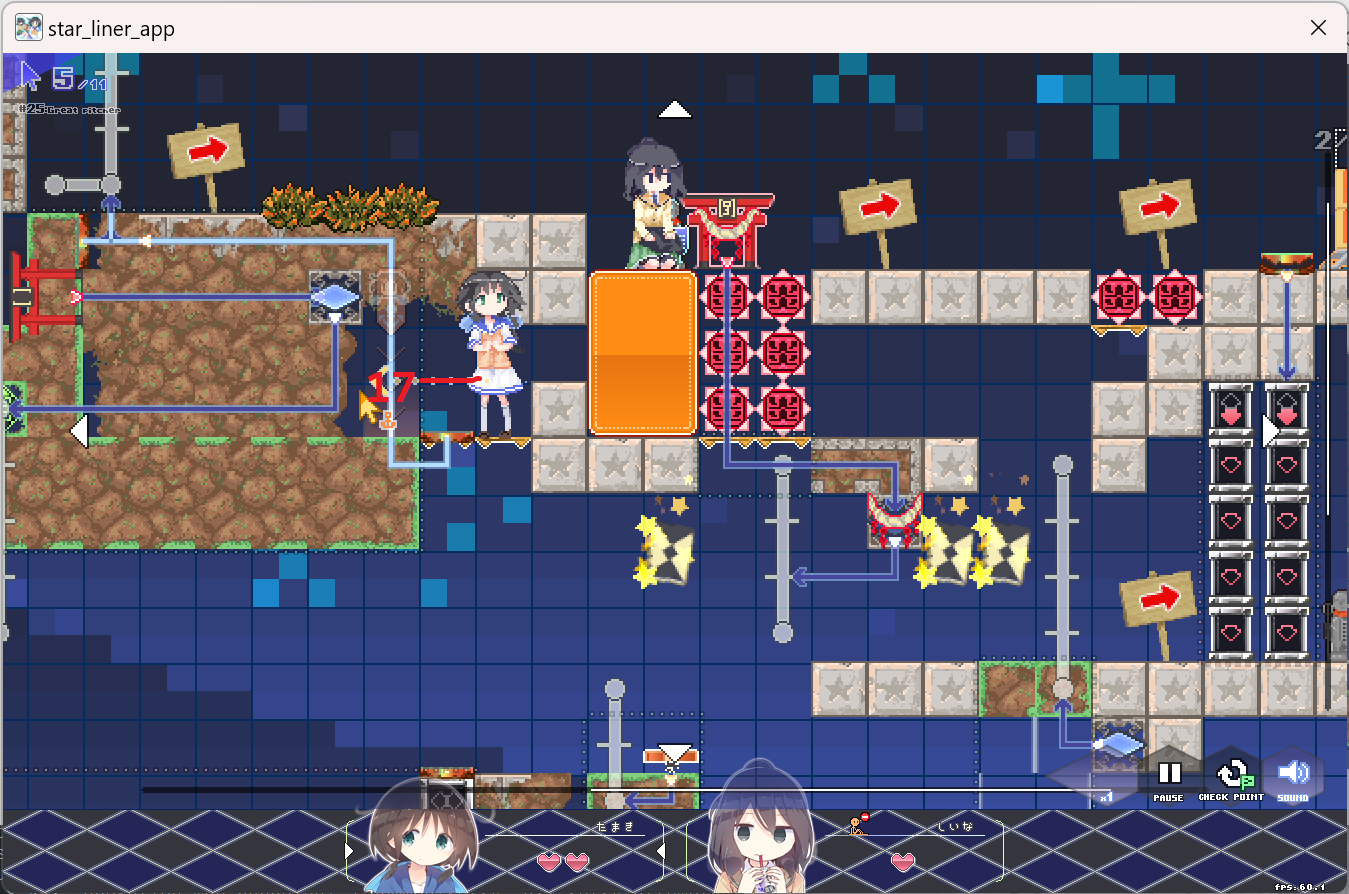 star_liner_app
5/11
#25:Great pitcher
2
17
x1
PAUSE
CHECK POINT
SOUND
たまき
しいな
fps:60.1